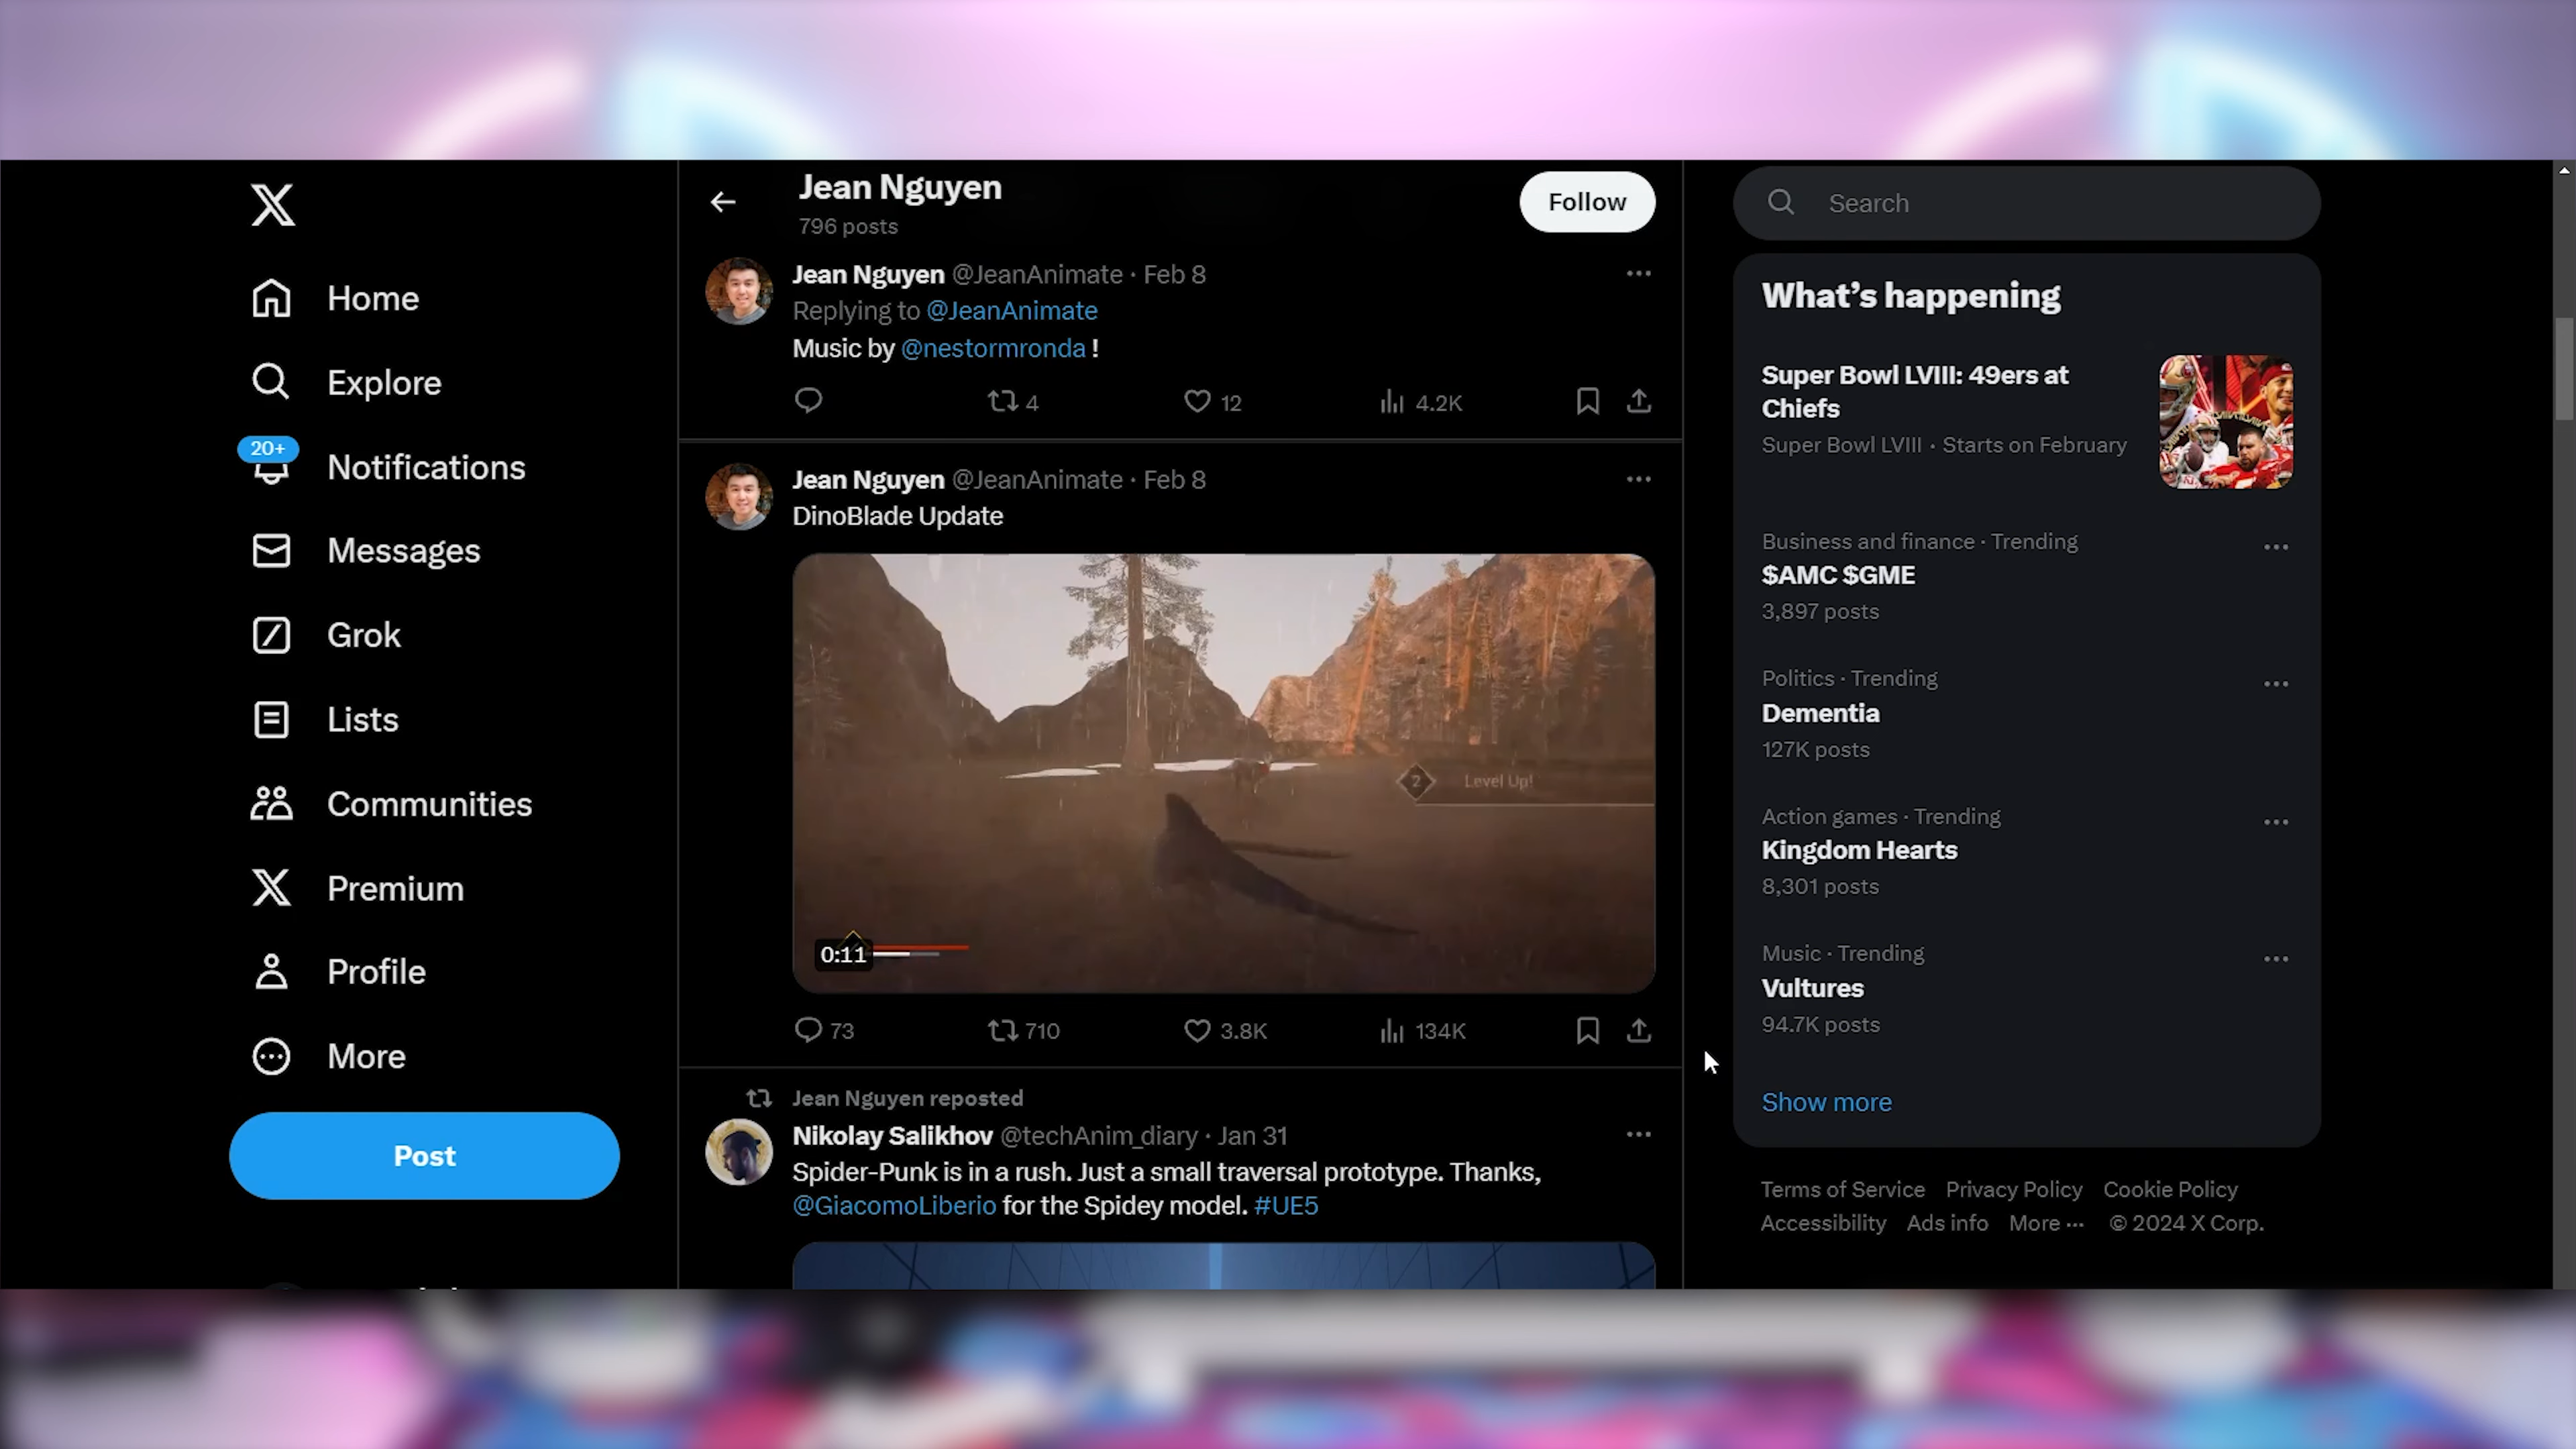 Home
Explore
20+
Notifications
Messages
Grok
Lists
Communities
Premium
Profile
More
Post
Jean Nguyen
796 posts
Follow
Jean Nguyen @JeanAnimate · Feb 8
Replying to @JeanAnimate
Music by @nestormronda !
4
12
4.2K
Jean Nguyen @JeanAnimate · Feb 8
DinoBlade Update
2 Level Up!
0:11
73
710
3.8K
134K
Jean Nguyen reposted
Nikolay Salikhov @techAnim_diary · Jan 31
Spider-Punk is in a rush. Just a small traversal prototype. Thanks,
@GiacomoLiberio for the Spidey model. #UE5
Search
What's happening
Super Bowl LVIII: 49ers at
Chiefs
Super Bowl LVIII · Starts on February
Business and finance · Trending
$AMC $GME
3,897 posts
Politics · Trending
Dementia
127K posts
Action games · Trending
Kingdom Hearts
8,301 posts
Music · Trending
Vultures
94.7K posts
Show more
Terms of Service Privacy Policy Cookie Policy
Accessibility Ads info More ··· © 2024 X Corp.